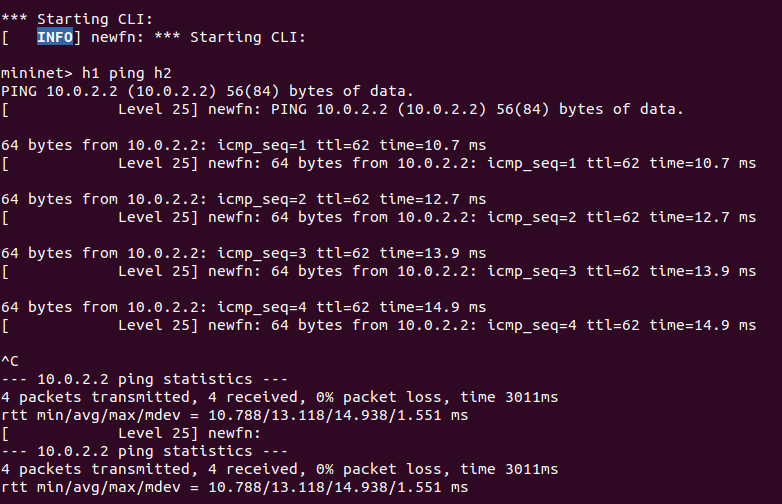 *** Starting CLI:
[   INFO] newfn: *** Starting CLI:
mininet> h1 ping h2
PING 10.0.2.2 (10.0.2.2) 56(84) bytes of data.
[            Level 25] newfn: PING 10.0.2.2 (10.0.2.2) 56(84) bytes of data.
64 bytes from 10.0.2.2: icmp_seq=1 ttl=62 time=10.7 ms
[            Level 25] newfn: 64 bytes from 10.0.2.2: icmp_seq=1 ttl=62 time=10.7 ms
64 bytes from 10.0.2.2: icmp_seq=2 ttl=62 time=12.7 ms
[            Level 25] newfn: 64 bytes from 10.0.2.2: icmp_seq=2 ttl=62 time=12.7 ms
64 bytes from 10.0.2.2: icmp_seq=3 ttl=62 time=13.9 ms
[            Level 25] newfn: 64 bytes from 10.0.2.2: icmp_seq=3 ttl=62 time=13.9 ms
64 bytes from 10.0.2.2: icmp_seq=4 ttl=62 time=14.9 ms
[            Level 25] newfn: 64 bytes from 10.0.2.2: icmp_seq=4 ttl=62 time=14.9 ms
^C
--- 10.0.2.2 ping statistics ---
4 packets transmitted, 4 received, 0% packet loss, time 3011ms
rtt min/avg/max/mdev = 10.788/13.118/14.938/1.551 ms
[            Level 25] newfn:
--- 10.0.2.2 ping statistics ---
4 packets transmitted, 4 received, 0% packet loss, time 3011ms
rtt min/avg/max/mdev = 10.788/13.118/14.938/1.551 ms